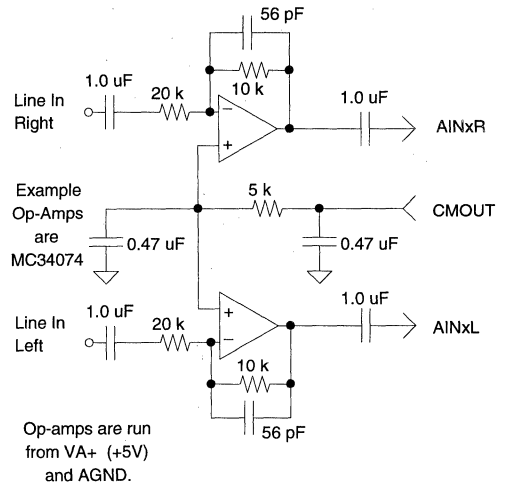 56 pF
1.0 uF
20 k
10 k
1.0 uF
Line In
Right
−
+
AINxR
Example
Op-Amps
are
MC34074
5 k
CMOUT
0.47 uF
0.47 uF
Line In
Left
1.0 uF
20 k
+
−
1.0 uF
AINxL
10 k
56 pF
Op-amps are run
from VA+ (+5V)
and AGND.